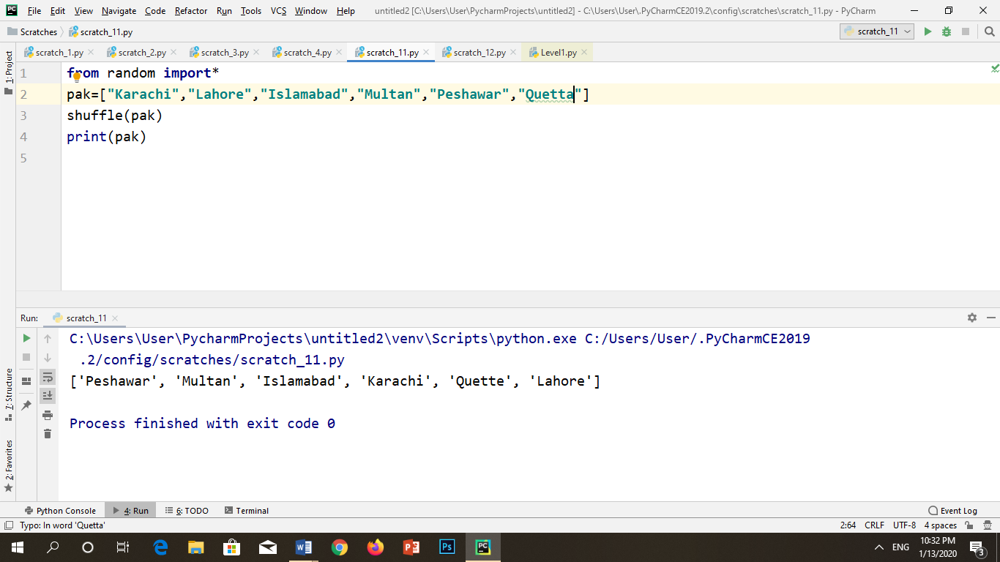 PC File Edit View Navigate Code Refactor Run Tools VCS Window Help untitled2 [C:\Users\User\PycharmProjects\untitled2] - C:\Users\User\.PyCharmCE2019.2\config\scratches\scratch_11.py - PyCharm
Scratches scratch_11.py scratch_11
scratch_1.py scratch_2.py scratch_3.py scratch_4.py scratch_11.py scratch_12.py Level1.py
1: Project
1 from random import*
2 pak=["Karachi","Lahore","Islamabad","Multan","Peshawar","Quetta"]
3 shuffle(pak)
4 print(pak)
5
Run: scratch_11
C:\Users\User\PycharmProjects\untitled2\venv\Scripts\python.exe C:/Users/User/.PyCharmCE2019
.2/config/scratches/scratch_11.py
['Peshawar', 'Multan', 'Islamabad', 'Karachi', 'Quette', 'Lahore']
Process finished with exit code 0
7: Structure
2: Favorites
Python Console 4: Run 6: TODO Terminal Event Log
Typo: In word 'Quetta' 2:64 CRLF UTF-8 4 spaces
W P Ps PC ENG 10:32 PM
1/13/2020 3